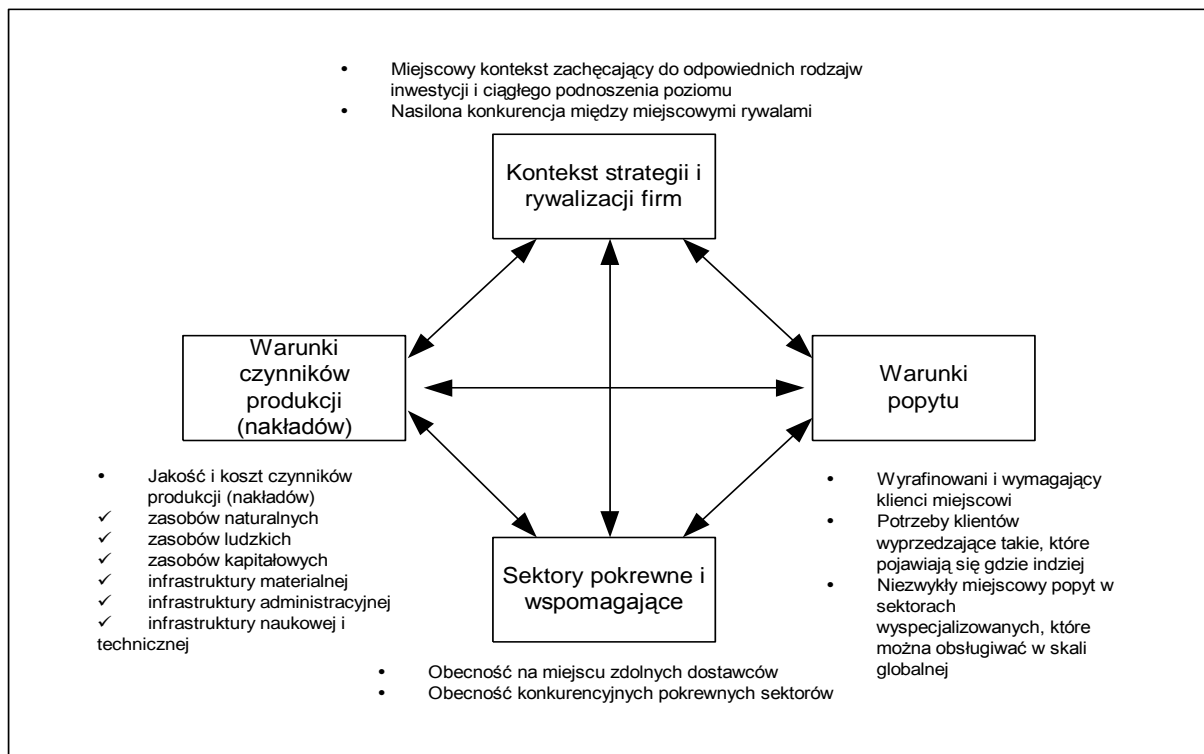 • Miejscowy kontekst zachęcający do odpowiednich rodzajw
inwestycji i ciągłego podnoszenia poziomu
• Nasilona konkurencja między miejscowymi rywalami
Kontekst strategii i
rywalizacji firm
Warunki
czynników
produkcji
(nakładów)
Warunki
popytu
• Jakość i koszt czynników
produkcji (nakładów)
✓ zasobów naturalnych
✓ zasobów ludzkich
✓ zasobów kapitałowych
✓ infrastruktury materialnej
✓ infrastruktury administracyjnej
✓ infrastruktury naukowej i
technicznej
• Wyrafinowani i wymagający
klienci miejscowi
• Potrzeby klientów
wyprzedzające takie, które
pojawiają się gdzie indziej
• Niezwykły miejscowy popyt w
sektorach
wyspecjalizowanych, które
można obsługiwać w skali
globalnej
Sektory pokrewne i
wspomagające
• Obecność na miejscu zdolnych dostawców
• Obecność konkurencyjnych pokrewnych sektorów